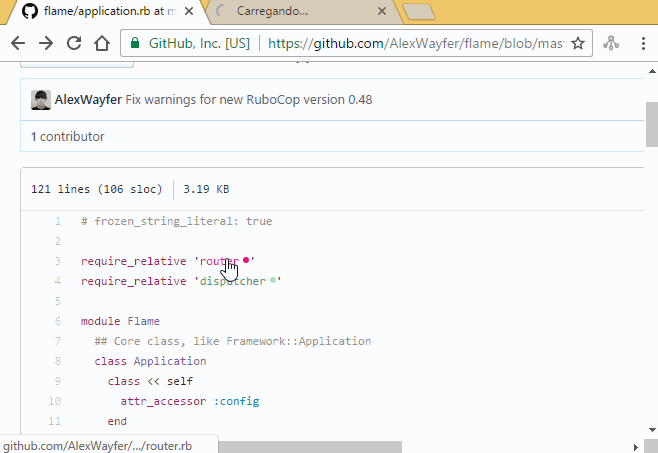 flame/application.rb at m
Carregando...
GitHub, Inc. [US] https://github.com/AlexWayfer/flame/blob/mas
AlexWayfer Fix warnings for new RuboCop version 0.48
1 contributor
121 lines (106 sloc) 3.19 KB
1 # frozen_string_literal: true
2
3 require_relative 'router'
4 require_relative 'dispatcher'
5
6 module Flame
7 ## Core class, like Framework::Application
8 class Application
9 class << self
10 attr_accessor :config
11 end
github.com/AlexWayfer/.../router.rb